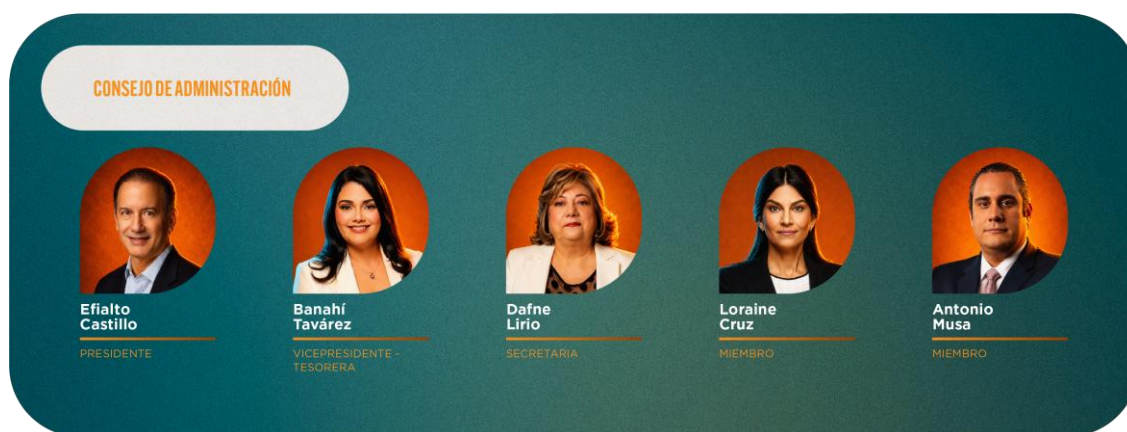 CONSEJO DE ADMINISTRACIÓN
Efialto
Castillo
PRESIDENTE
Banahí
Tavárez
VICEPRESIDENTE -
TESORERA
Dafne
Lirio
SECRETARIA
Loraine
Cruz
MIEMBRO
Antonio
Musa
MIEMBRO